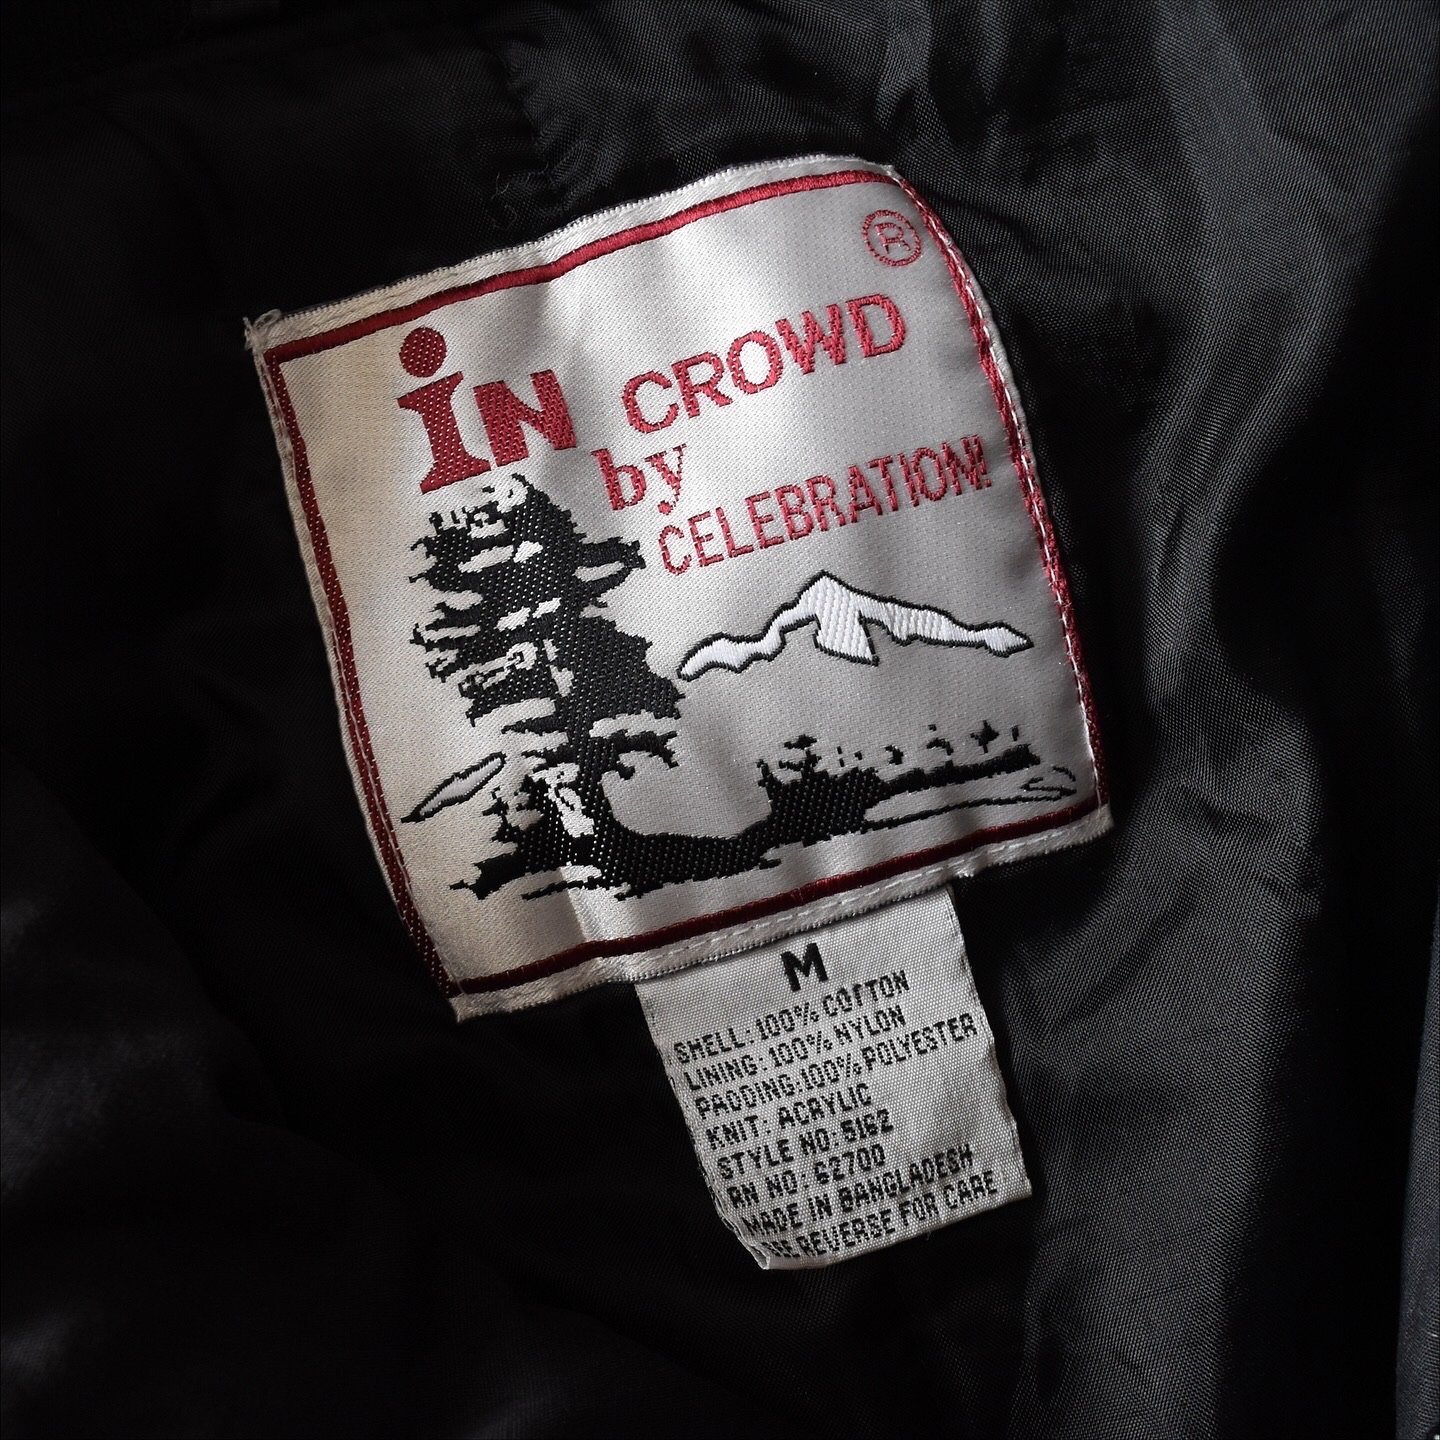 ®
in CROWD
by
CELEBRATION!
M
SHELL: 100% COTTON
LINING: 100% NYLON
PADDING: 100% POLYESTER
KNIT: ACRYLIC
STYLE NO: 5162
RN NO: 62700
MADE IN BANGLADESH
REVERSE FOR CARE